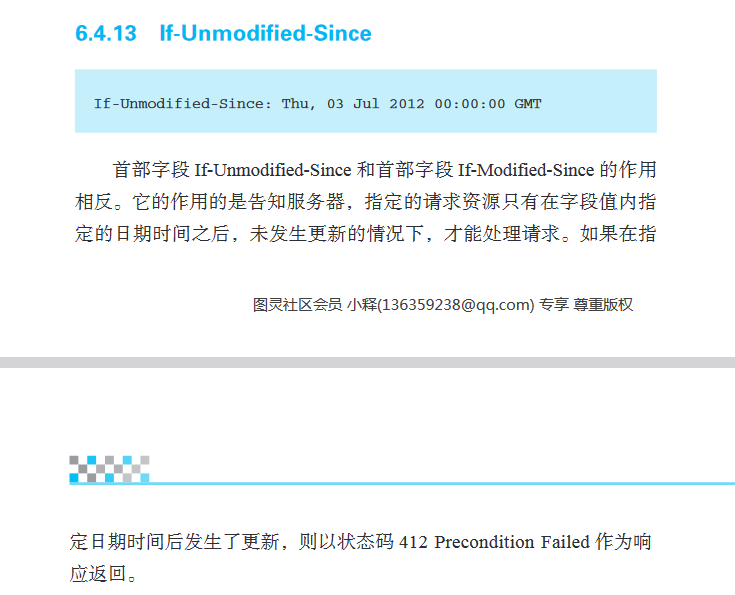 6.4.13 If-Unmodified-Since
If-Unmodified-Since: Thu, 03 Jul 2012 00:00:00 GMT
首部字段 If-Unmodified-Since 和首部字段 If-Modified-Since 的作用
相反。它的作用的是告知服务器，指定的请求资源只有在字段值内指
定的日期时间之后，未发生更新的情况下，才能处理请求。如果在指
图灵社区会员 小释(136359238@qq.com) 专享 尊重版权
定日期时间后发生了更新，则以状态码 412 Precondition Failed 作为响
应返回。